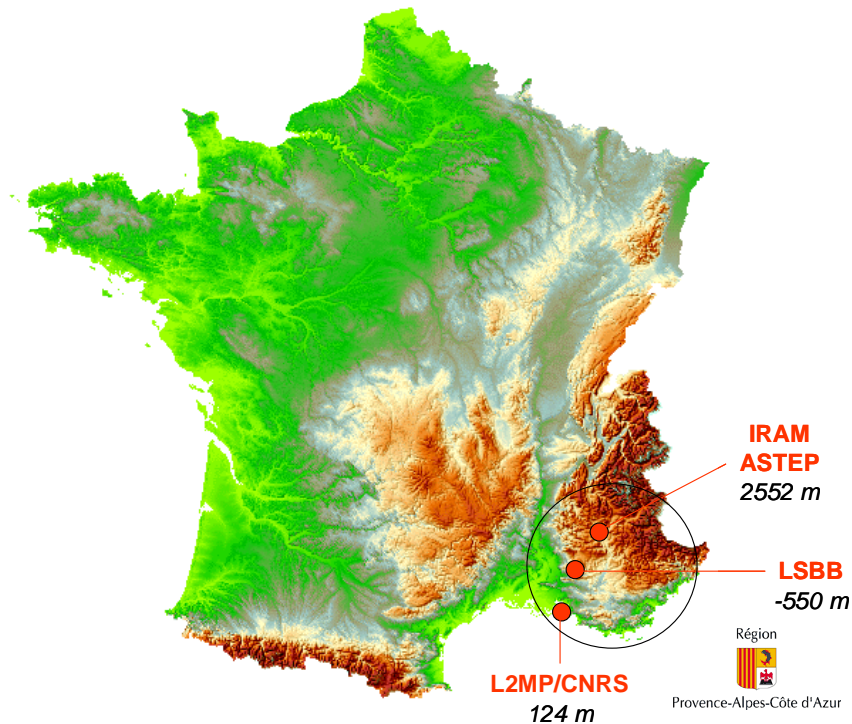 IRAM
ASTEP
2552 m
LSBB
-550 m
Région
Provence-Alpes-Côte d'Azur
L2MP/CNRS
124 m